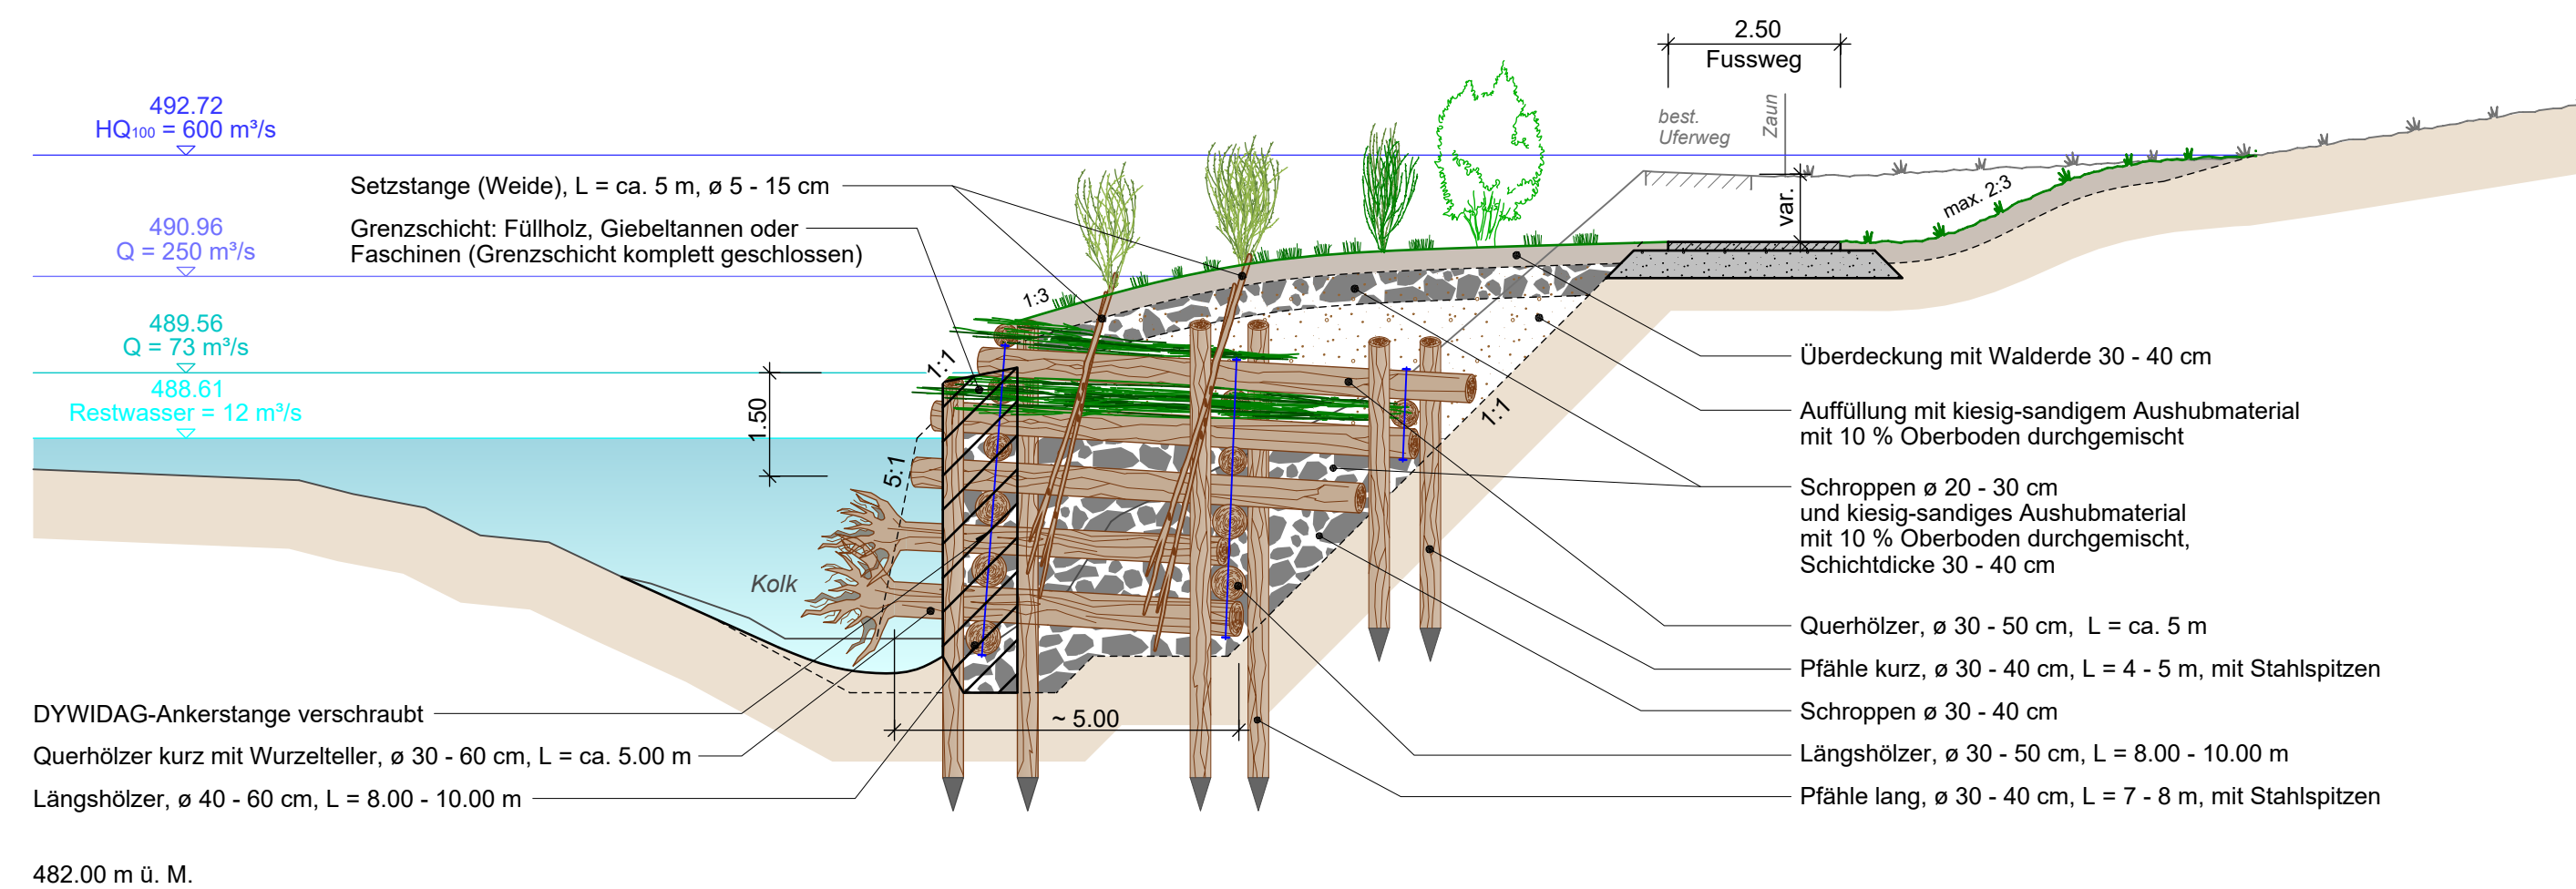 2.50
Fussweg
492.72
HQ100 = 600 m³/s
best.
Uferweg
Zaun
Setzstange (Weide), L = ca. 5 m, ø 5 - 15 cm
var.
max. 2:3
490.96
Q = 250 m³/s
Grenzschicht: Füllholz, Giebeltannen oder
Faschinen (Grenzschicht komplett geschlossen)
1:3
489.56
Q = 73 m³/s
1:1
Überdeckung mit Walderde 30 - 40 cm
488.61
Restwasser = 12 m³/s
1.50
1:1
Auffüllung mit kiesig-sandigem Aushubmaterial
mit 10 % Oberboden durchgemischt
5:1
Schroppen ø 20 - 30 cm
und kiesig-sandiges Aushubmaterial
mit 10 % Oberboden durchgemischt,
Schichtdicke 30 - 40 cm
Kolk
Querhölzer, ø 30 - 50 cm, L = ca. 5 m
Pfähle kurz, ø 30 - 40 cm, L = 4 - 5 m, mit Stahlspitzen
DYWIDAG-Ankerstange verschraubt
~ 5.00
Schroppen ø 30 - 40 cm
Querhölzer kurz mit Wurzelteller, ø 30 - 60 cm, L = ca. 5.00 m
Längshölzer, ø 30 - 50 cm, L = 8.00 - 10.00 m
Längshölzer, ø 40 - 60 cm, L = 8.00 - 10.00 m
Pfähle lang, ø 30 - 40 cm, L = 7 - 8 m, mit Stahlspitzen
482.00 m ü. M.